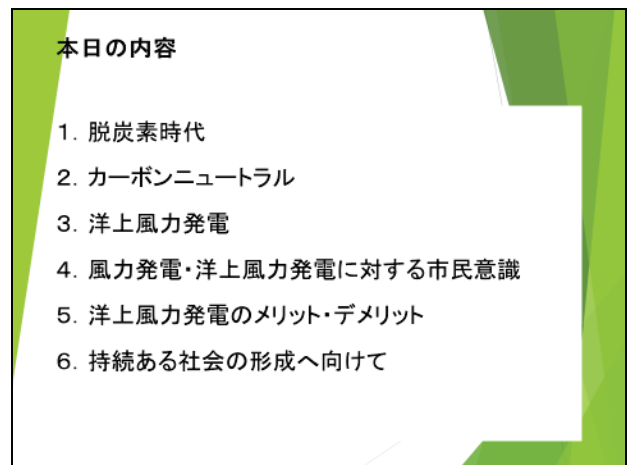 本日の内容
1．脱炭素時代
2．カーボンニュートラル
3．洋上風力発電
4．風力発電・洋上風力発電に対する市民意識
5．洋上風力発電のメリット・デメリット
6．持続ある社会の形成へ向けて